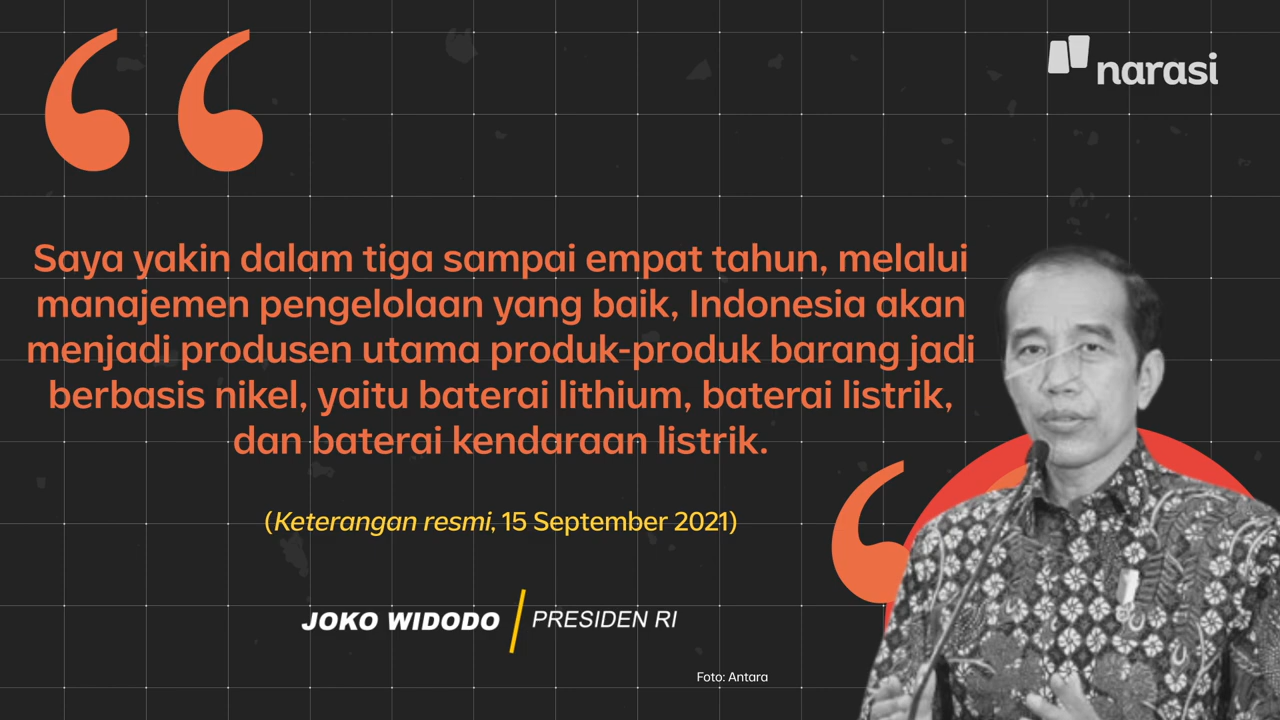 narasi
Saya yakin dalam tiga sampai empat tahun, melalui
manajemen pengelolaan yang baik, Indonesia akan
menjadi produsen utama produk-produk barang jadi
berbasis nikel, yaitu baterai lithium, baterai listrik,
dan baterai kendaraan listrik.
(Keterangan resmi, 15 September 2021)
JOKO WIDODO / PRESIDEN RI
Foto: Antara